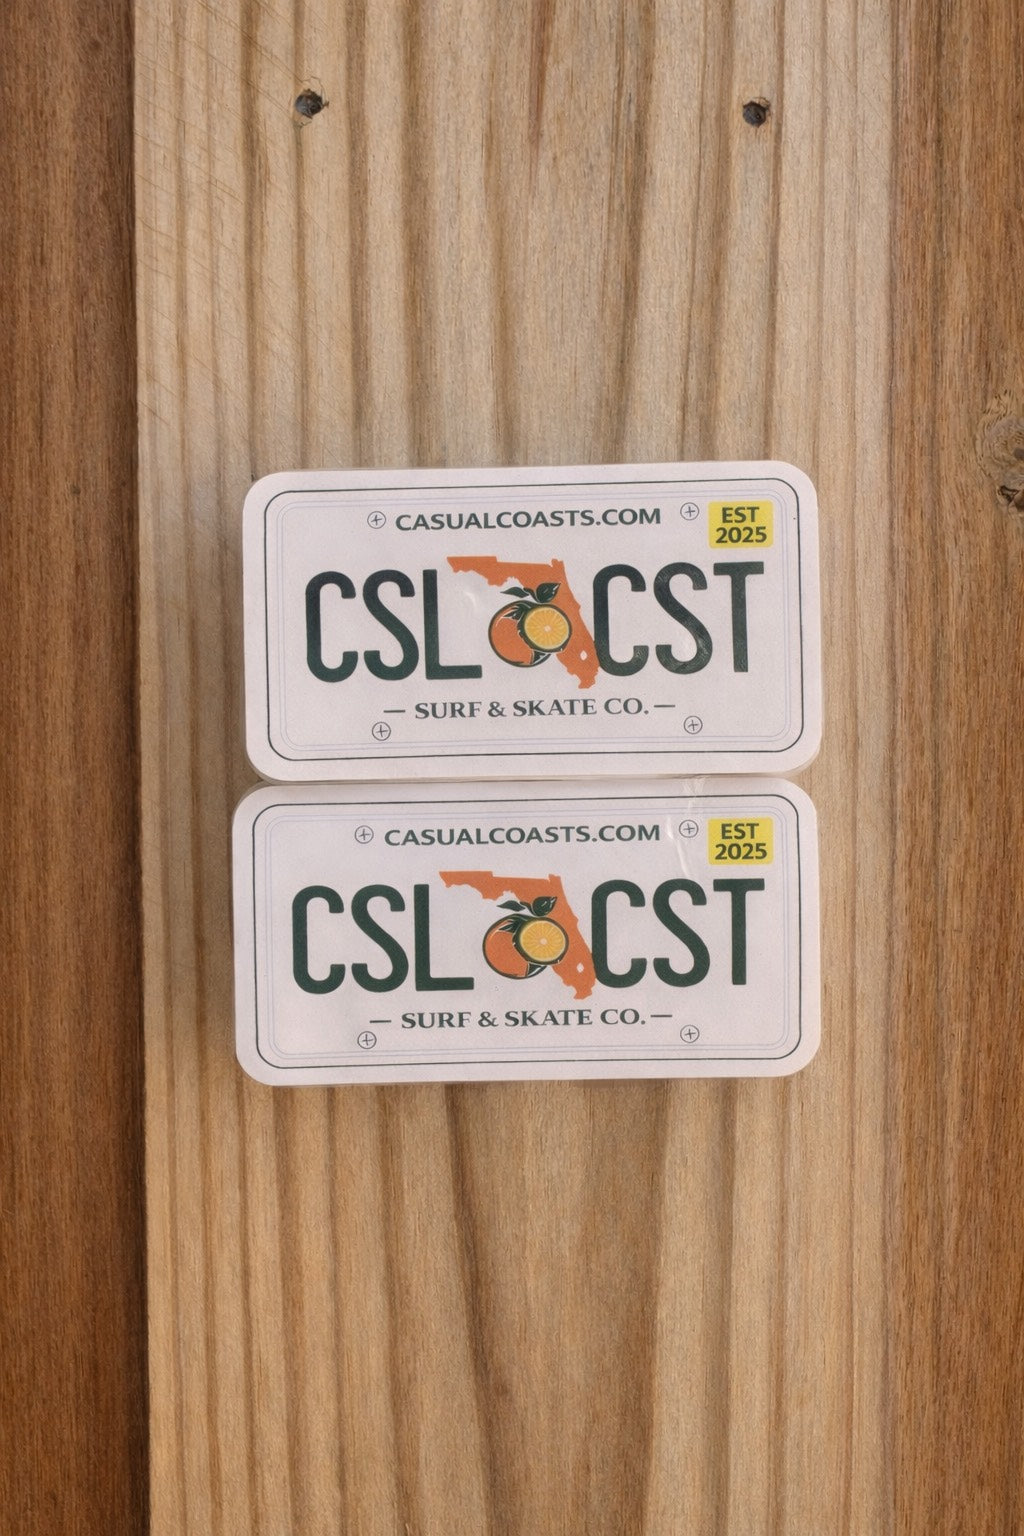 CASUALCOASTS.COM
EST
2025
CSL CST
— SURF & SKATE CO. —
CASUALCOASTS.COM
EST
2025
CSL CST
— SURF & SKATE CO. —